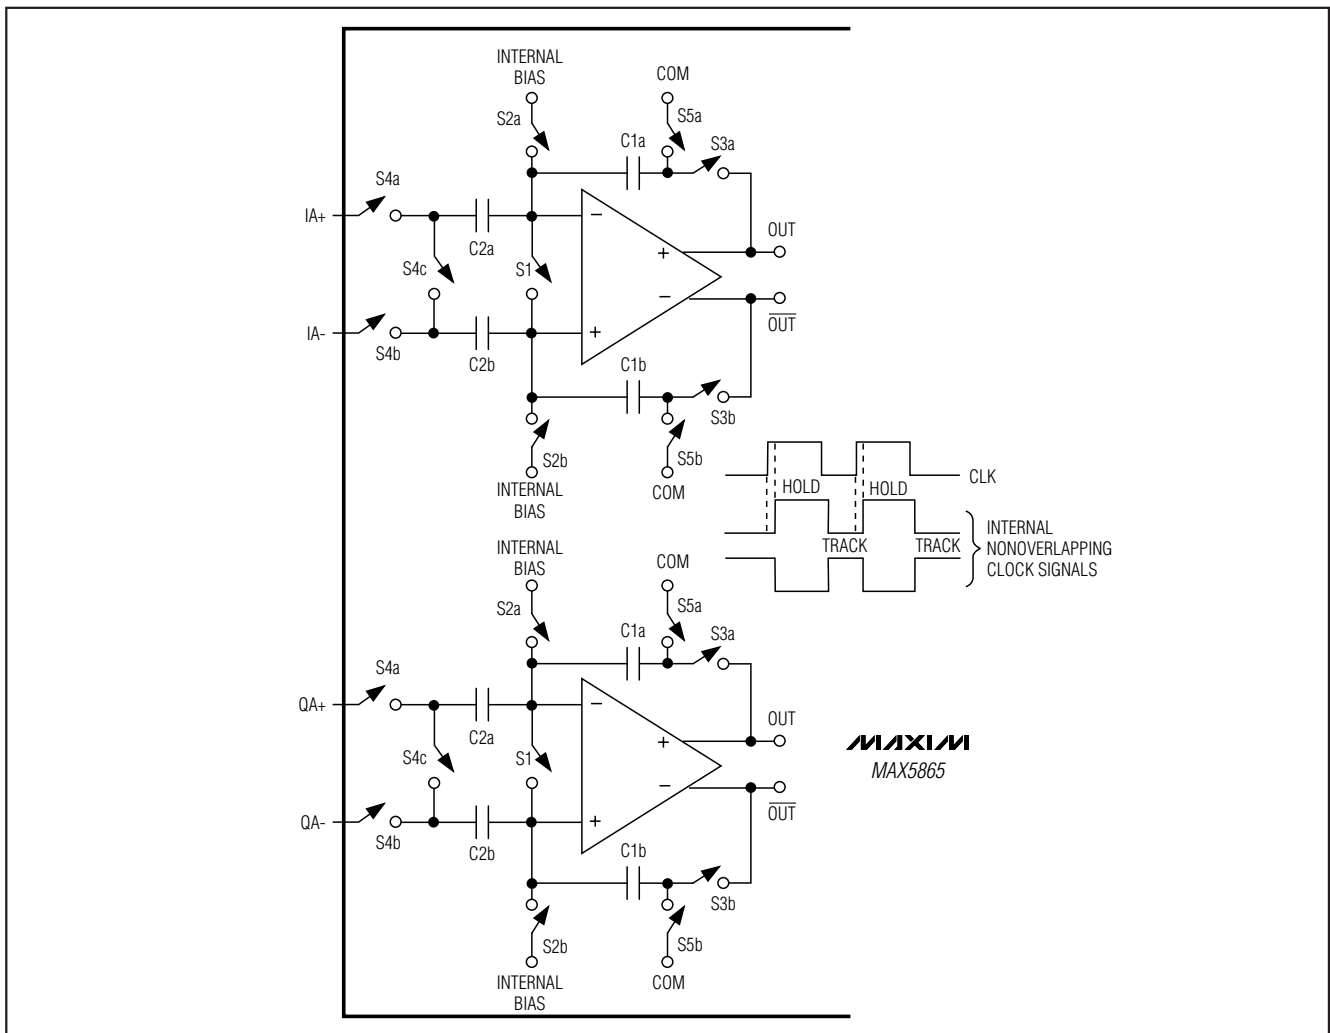 INTERNAL
BIAS
COM
S2a
S5a
C1a
S3a
S4a
IA+
C2a
−
OUT
+
S4c
S1
−
OUT
IA-
+
S4b
C2b
C1b
S3b
S2b
S5b
INTERNAL
BIAS
COM
CLK
HOLD
HOLD
TRACK
TRACK
INTERNAL
NONOVERLAPPING
CLOCK SIGNALS
INTERNAL
BIAS
COM
S2a
S5a
C1a
S3a
S4a
QA+
C2a
−
OUT
+
S4c
S1
−
OUT
QA-
+
S4b
C2b
C1b
S3b
S2b
S5b
INTERNAL
BIAS
COM
MAXIM
MAX5865